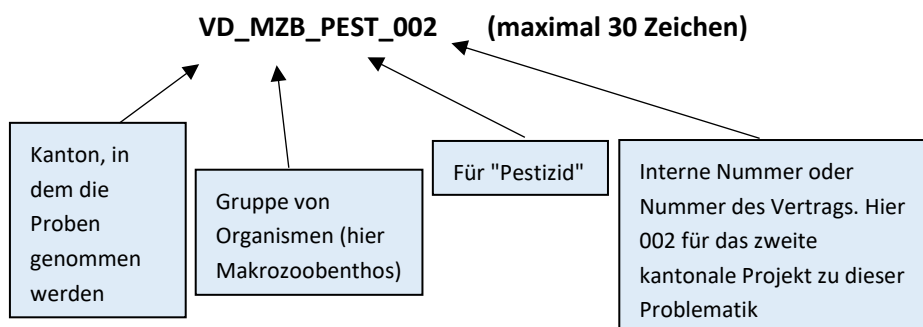 VD_MZB_PEST_002 (maximal 30 Zeichen)
Kanton, in
dem die
Proben
genommen
werden
Gruppe von
Organismen (hier
Makrozoobenthos)
Für "Pestizid"
Interne Nummer oder
Nummer des Vertrags. Hier
002 für das zweite
kantonale Projekt zu dieser
Problematik